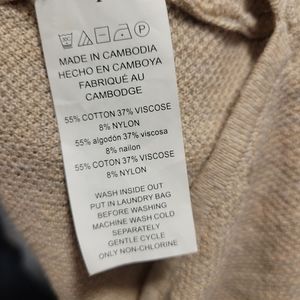 MADE IN CAMBODIA
HECHO EN CAMBOYA
FABRIQUÉ AU
CAMBODGE
55% COTTON 37% VISCOSE
8% NYLON
55% algodón 37% viscosa
8% nailon
55% COTON 37% VISCOSE
8% NYLON
WASH INSIDE OUT
PUT IN LAUNDRY BAG
BEFORE WASHING
MACHINE WASH COLD
SEPARATELY
GENTLE CYCLE
ONLY NON-CHLORINE